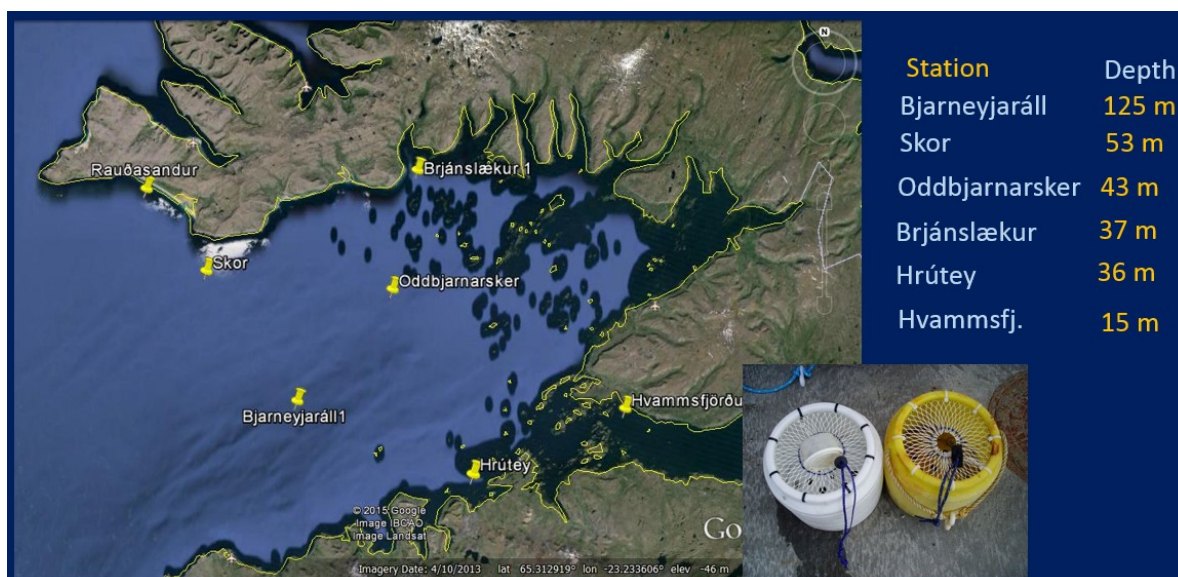 Rauðasandur
Brjánslækur 1
Skor
Oddbjarnarsker
Bjarneyjaráll1
Hvammsfjörðu
Hrútey
N
© 2015 Google
Image IBCAO
Image Landsat
Go
Imagery Date: 4/10/2013 lat 65.312919° lon -23.233606° elev -46 m
Station Depth
Bjarneyjaráll 125 m
Skor 53 m
Oddbjarnarsker 43 m
Brjánslækur 37 m
Hrútey 36 m
Hvammsfj. 15 m